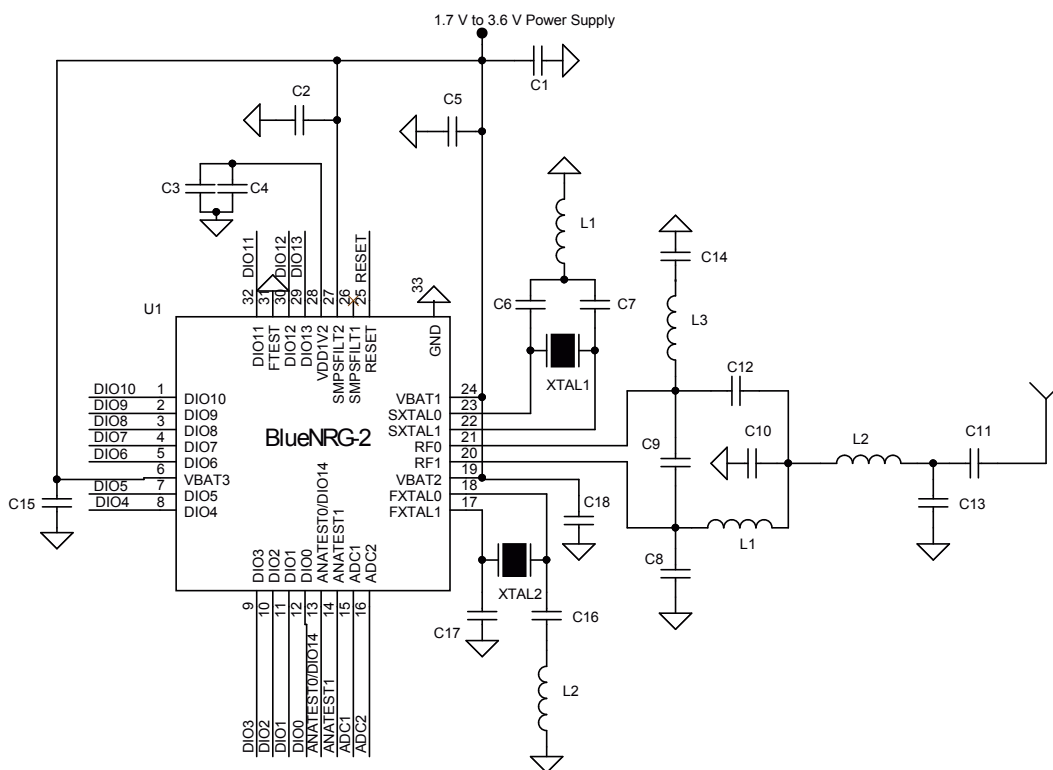 1.7 V to 3.6 V Power Supply
C1
C2
C5
C3
C4
L1
C14
C6
C7
L3
XTAL1
C12
C9
C10
L2
C11
C13
L1
C8
C18
C15
XTAL2
C17
C16
L2
U1
BlueNRG-2
DIO11
DIO12
DIO13
RESET
32
31
30
29
28
27
26
25
33
DIO11
FTEST
DIO12
DIO13
VDD1V2
SMPSFILT2
SMPSFILT1
RESET
GND
DIO10 1 DIO10
DIO9 2 DIO9
DIO8 3 DIO8
DIO7 4 DIO7
DIO6 5 DIO6
6 VBAT3
DIO5 7 DIO5
DIO4 8 DIO4
VBAT1 24
SXTAL0 23
SXTAL1 22
RF0 21
RF1 20
VBAT2 19
FXTAL0 18
FXTAL1 17
DIO3
DIO2
DIO1
DIO0
ANATEST0/DIO14
ANATEST1
ADC1
ADC2
9
10
11
12
13
14
15
16
DIO3
DIO2
DIO1
DIO0
ANATEST0/DIO14
ANATEST1
ADC1
ADC2